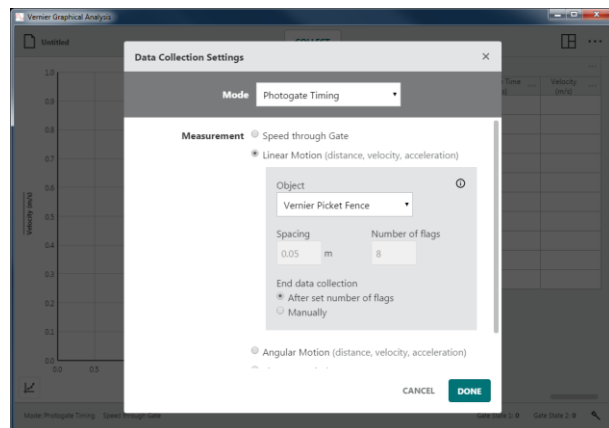 Vernier Graphical Analysis
Untitled
COLLECT
Data Collection Settings
×
Mode Photogate Timing
Measurement Speed through Gate
Linear Motion (distance, velocity, acceleration)
Object
Vernier Picket Fence
Spacing Number of flags
0.05 m 8
End data collection
After set number of flags
Manually
Angular Motion (distance, velocity, acceleration)
CANCEL DONE
1.0
0.9
0.8
0.7
0.6
0.5
0.4
0.3
0.2
0.1
0.0
0.0 0.5
Velocity (m/s)
Time Velocity
(m/s)
Mode: Photogate Timing Speed through Gate
Gate State 1: 0 Gate State 2: 0